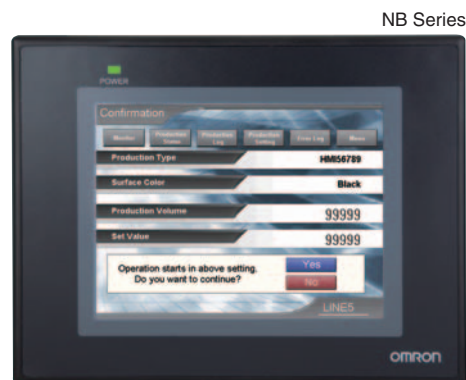 NB Series
POWER
Confirmation
Monitor
Production Status
Production Log
Production Setting
User Log
Menu
Production Type HMI56789
Surface Color Black
Production Volume 99999
Set Value 99999
Operation starts in above setting.
Do you want to continue?
Yes
No
LINE5
OMRON